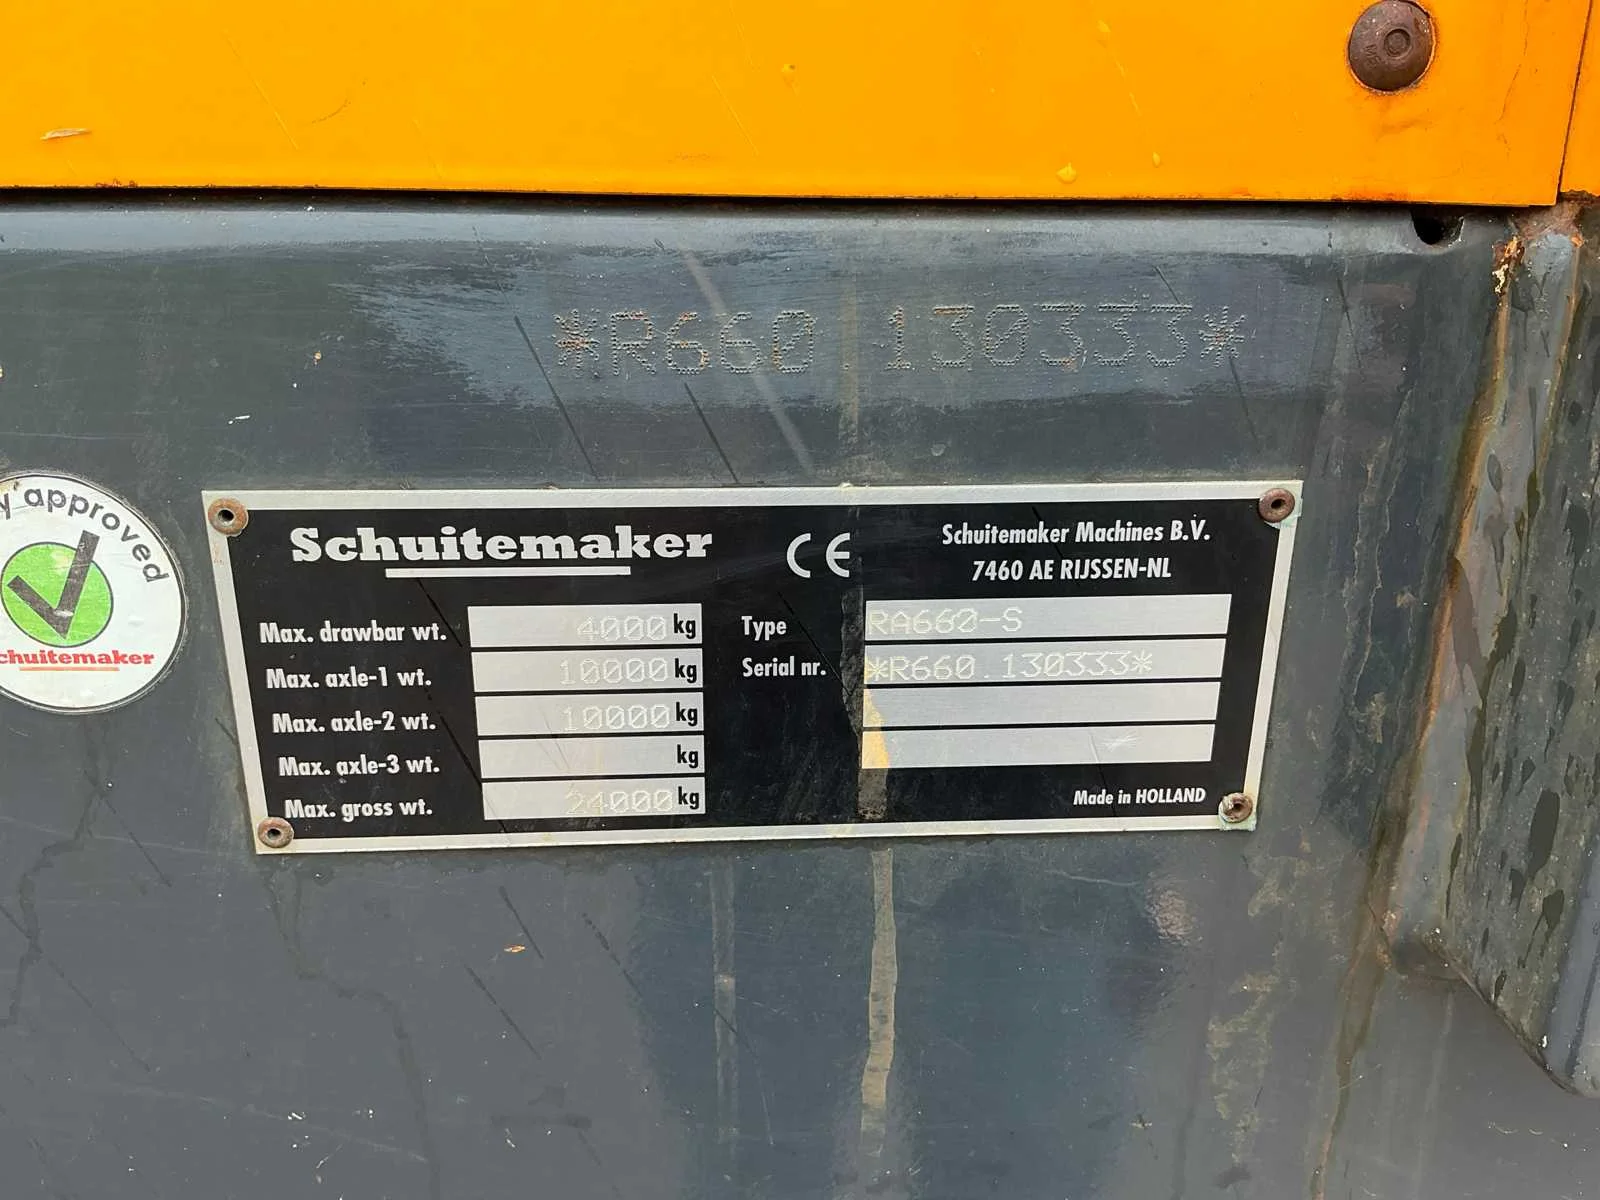 *R660.130333*
y approved
chuitemaker
Schuitemaker
CE
Schuitemaker Machines B.V.
7460 AE RIJSSEN-NL
Max. drawbar wt. 4000 kg
Max. axle-1 wt. 10000 kg
Max. axle-2 wt. 10000 kg
Max. axle-3 wt. kg
Max. gross wt. 24000 kg
Type RA660-S
Serial nr. *R660.130333*
Made in HOLLAND